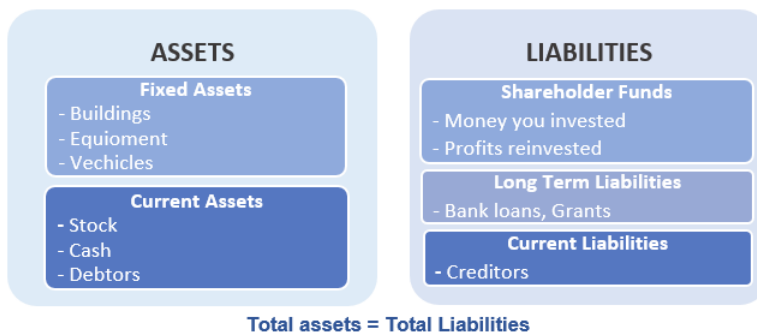 ASSETS
Fixed Assets
- Buildings
- Equioment
- Vechicles
Current Assets
- Stock
- Cash
- Debtors
LIABILITIES
Shareholder Funds
- Money you invested
- Profits reinvested
Long Term Liabilities
- Bank loans, Grants
Current Liabilities
- Creditors
Total assets = Total Liabilities